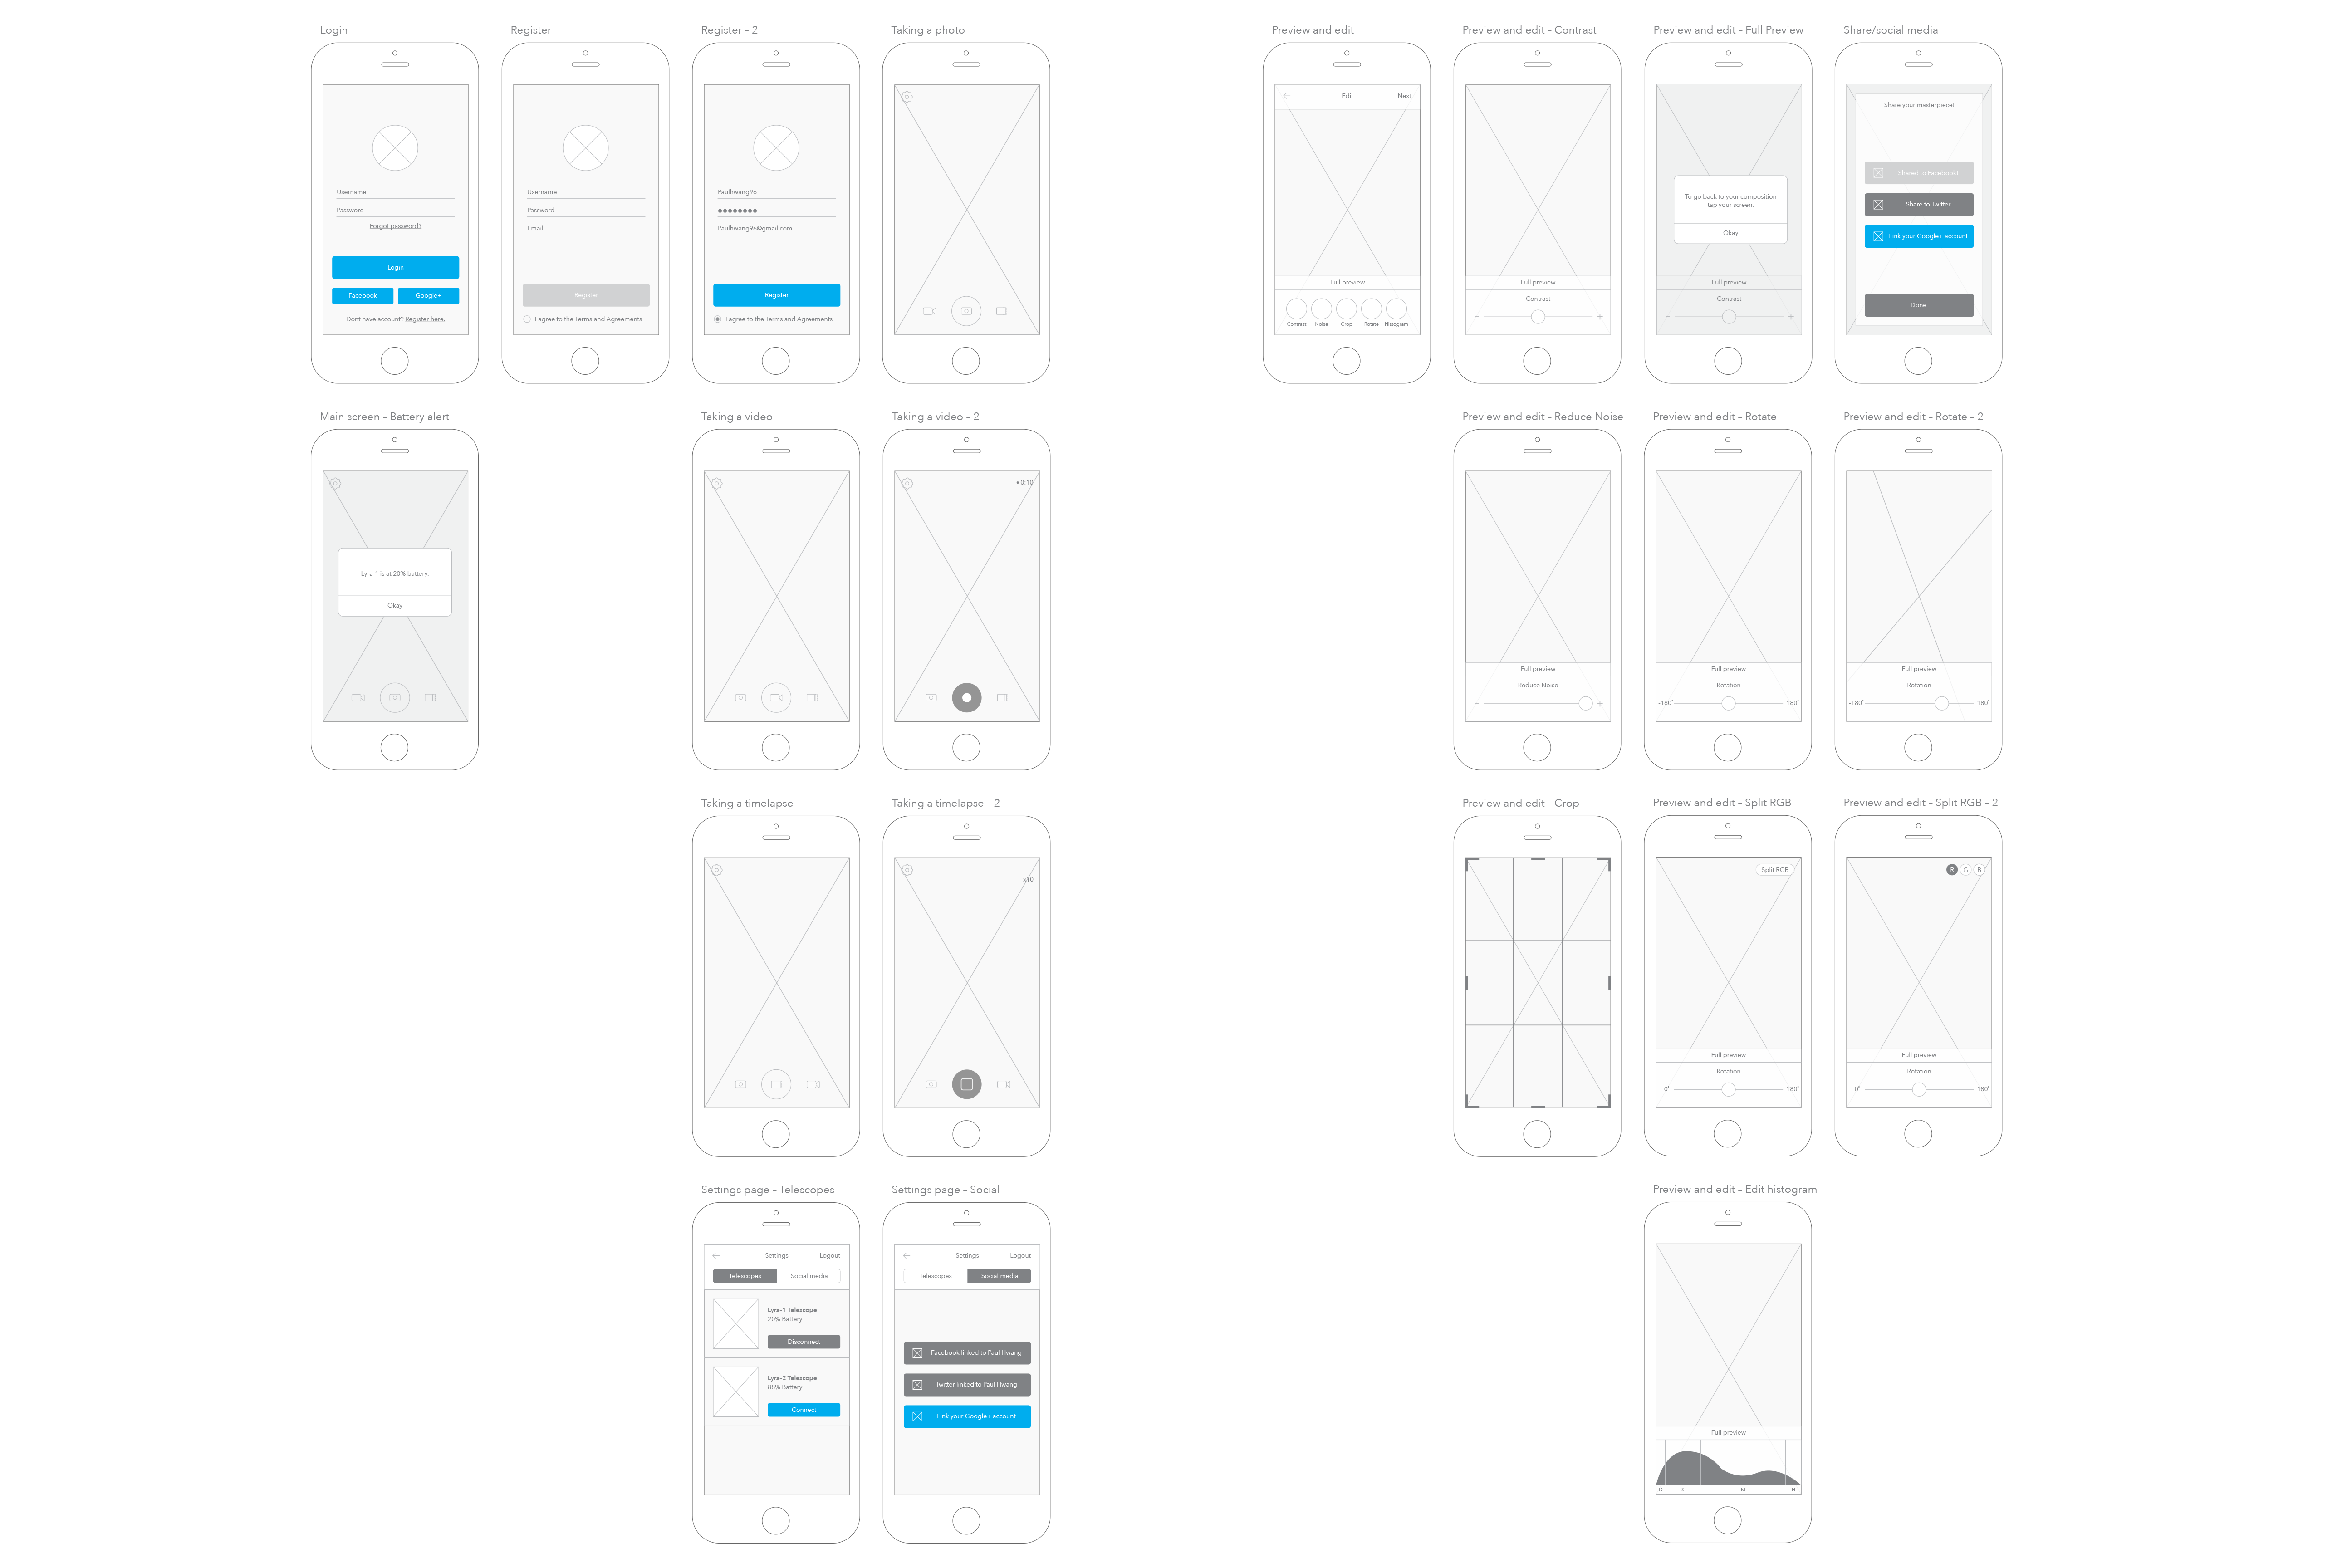 Login
Username
Password
Forgot password?
Login
Facebook
Google+
Dont have account? Register here.
Register
Username
Password
Email
Register
I agree to the Terms and Agreements
Register – 2
Paulhwang96
●●●●●●●●
Paulhwang96@gmail.com
Register
I agree to the Terms and Agreements
Taking a photo
Preview and edit
Edit
Next
Full preview
Contrast
Noise
Crop
Rotate
Histogram
Preview and edit – Contrast
Full preview
Contrast
- +
Preview and edit – Full Preview
To go back to your composition
tap your screen.
Okay
Full preview
Contrast
- +
Share/social media
Share your masterpiece!
Shared to Facebook!
Share to Twitter
Link your Google+ account
Done
Main screen – Battery alert
Lyra-1 is at 20% battery.
Okay
Taking a video
Taking a video – 2
• 0:10
Preview and edit – Reduce Noise
Full preview
Reduce Noise
- +
Preview and edit – Rotate
Full preview
Rotation
-180° 180°
Preview and edit – Rotate – 2
Full preview
Rotation
-180° 180°
Taking a timelapse
Taking a timelapse – 2
x10
Preview and edit – Crop
Preview and edit – Split RGB
Split RGB
Full preview
Rotation
0° 180°
Preview and edit – Split RGB – 2
R G B
Full preview
Rotation
0° 180°
Settings page – Telescopes
Settings
Logout
Telescopes
Social media
Lyra–1 Telescope
20% Battery
Disconnect
Lyra–2 Telescope
88% Battery
Connect
Settings page – Social
Settings
Logout
Telescopes
Social media
Facebook linked to Paul Hwang
Twitter linked to Paul Hwang
Link your Google+ account
Preview and edit – Edit histogram
Full preview
D S M H